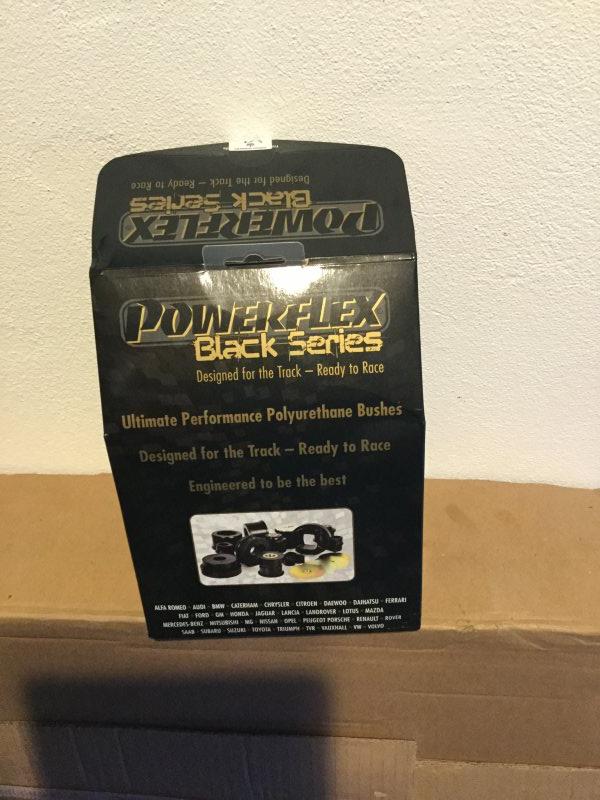 Designed for the Track – Ready to Race
Black Series
POWERFLEX
POWERFLEX
Black Series
Designed for the Track – Ready to Race
Ultimate Performance Polyurethane Bushes
Designed for the Track – Ready to Race
Engineered to be the best
ALFA ROMEO · AUDI · BMW · CATERHAM · CHRYSLER · CITROEN · DAEWOO · DAIHATSU · FERRARI
FIAT · FORD · GM · HONDA · JAGUAR · LANCIA · LANDROVER · LOTUS · MAZDA
MERCEDES-BENZ · MITSUBISHI · MG · NISSAN · OPEL · PEUGEOT PORSCHE · RENAULT · ROVER
SAAB · SUBARU · SUZUKI · TOYOTA · TRIUMPH · TVR · VAUXHALL · VW · VOLVO